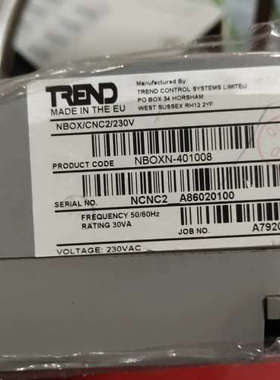 TREND
MADE IN THE EU
Manufactured By
TREND CONTROL SYSTEMS LIMITED
PO BOX 34 HORSHAM
WEST SUSSEX RH12 2YF
NBOX/CNC2/230V
PRODUCT CODE NBOXN-401008
SERIAL NO. NCNC2 A86020100
FREQUENCY 50/60Hz
RATING 30VA
JOB NO. A7920
VOLTAGE: 230VAC